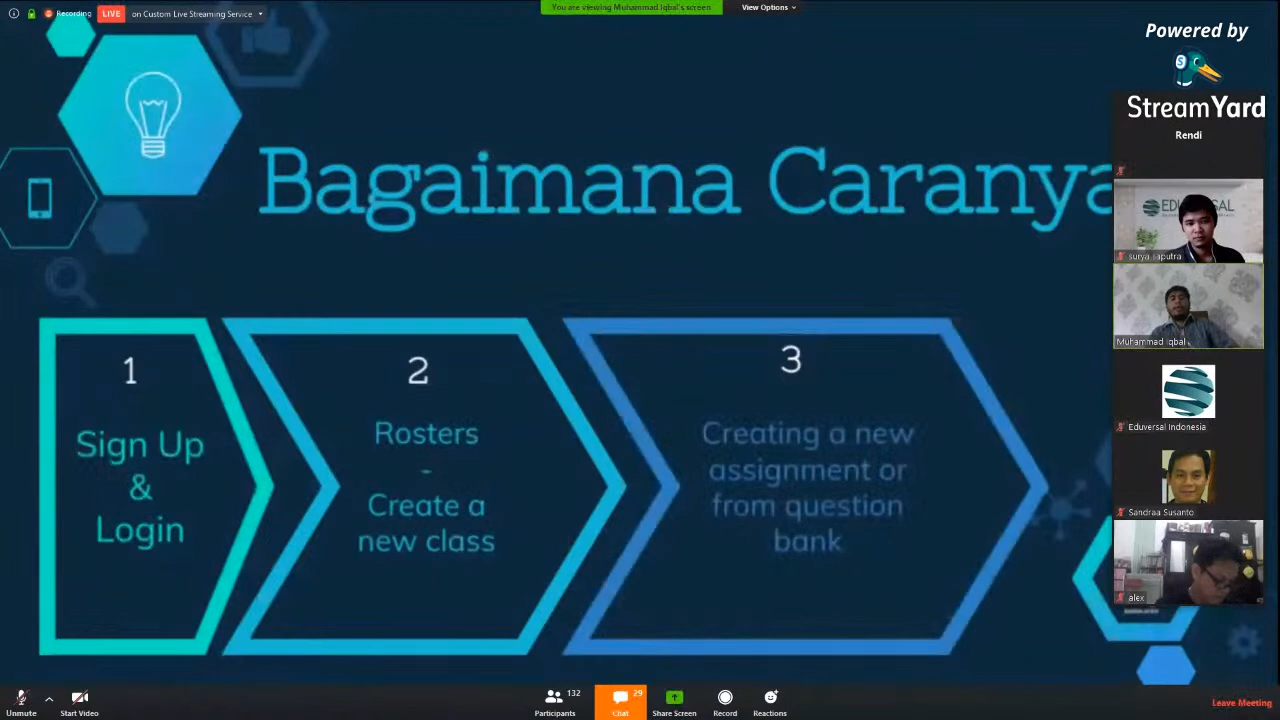 Recording
LIVE
on Custom Live Streaming Service
You are viewing Muhammad Iqbal's screen
View Options
Powered by
S
StreamYard
Rendi
Bagaimana Caranya
EDUVERSAL
surya saputra
Muhammad Iqbal
Eduversal Indonesia
Sandraa Susanto
alex
1
Sign Up
&
Login
2
Rosters
-
Create a
new class
3
Creating a new
assignment or
from question
bank
Unmute
Start Video
132
Participants
29
Chat
Share Screen
Record
Reactions
Leave Meeting